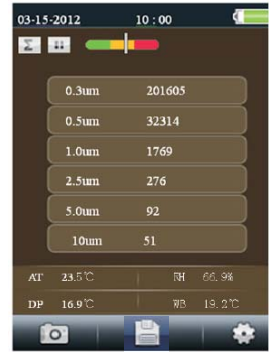 03-15-2012 10:00
Σ
0.3um 201605
0.5um 32314
1.0um 1769
2.5um 276
5.0um 92
10um 51
AT 23.5℃ RH 66.9%
DP 16.9℃ WB 19.2℃